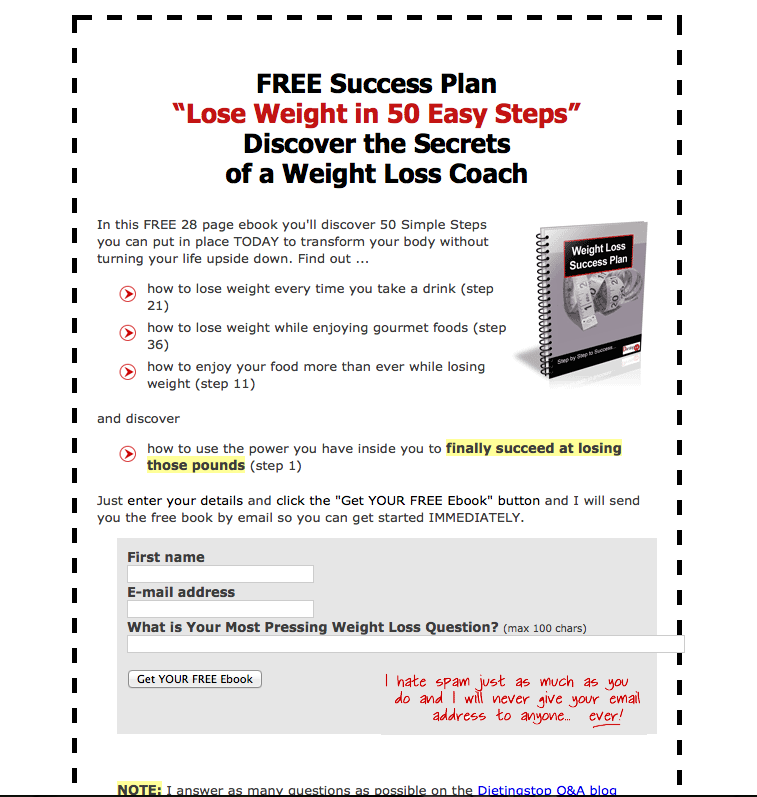 FREE Success Plan
“Lose Weight in 50 Easy Steps”
Discover the Secrets
of a Weight Loss Coach
In this FREE 28 page ebook you'll discover 50 Simple Steps
you can put in place TODAY to transform your body without
turning your life upside down. Find out ...
Weight Loss
Success Plan
Step by Step to Success...
how to lose weight every time you take a drink (step
21)
how to lose weight while enjoying gourmet foods (step
36)
how to enjoy your food more than ever while losing
weight (step 11)
and discover
how to use the power you have inside you to finally succeed at losing
those pounds (step 1)
Just enter your details and click the "Get YOUR FREE Ebook" button and I will send
you the free book by email so you can get started IMMEDIATELY.
First name
E-mail address
What is Your Most Pressing Weight Loss Question? (max 100 chars)
Get YOUR FREE Ebook
I hate spam just as much as you
do and I will never give your email
address to anyone... ever!
NOTE: I answer as many questions as possible on the Dietingstop Q&A blog